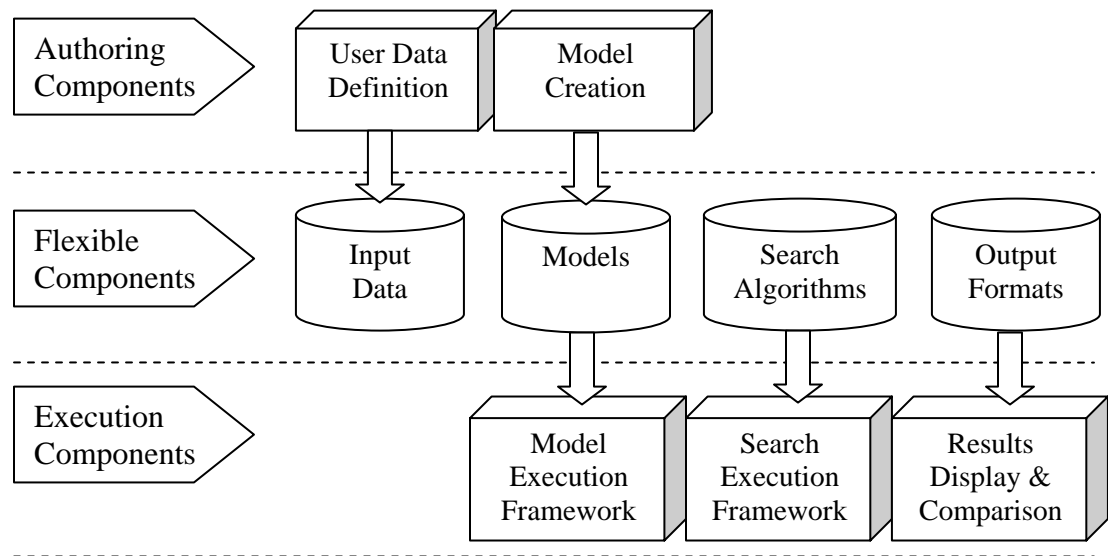 Authoring
Components
User Data
Definition
Model
Creation
Flexible
Components
Input
Data
Models
Search
Algorithms
Output
Formats
Execution
Components
Model
Execution
Framework
Search
Execution
Framework
Results
Display &
Comparison